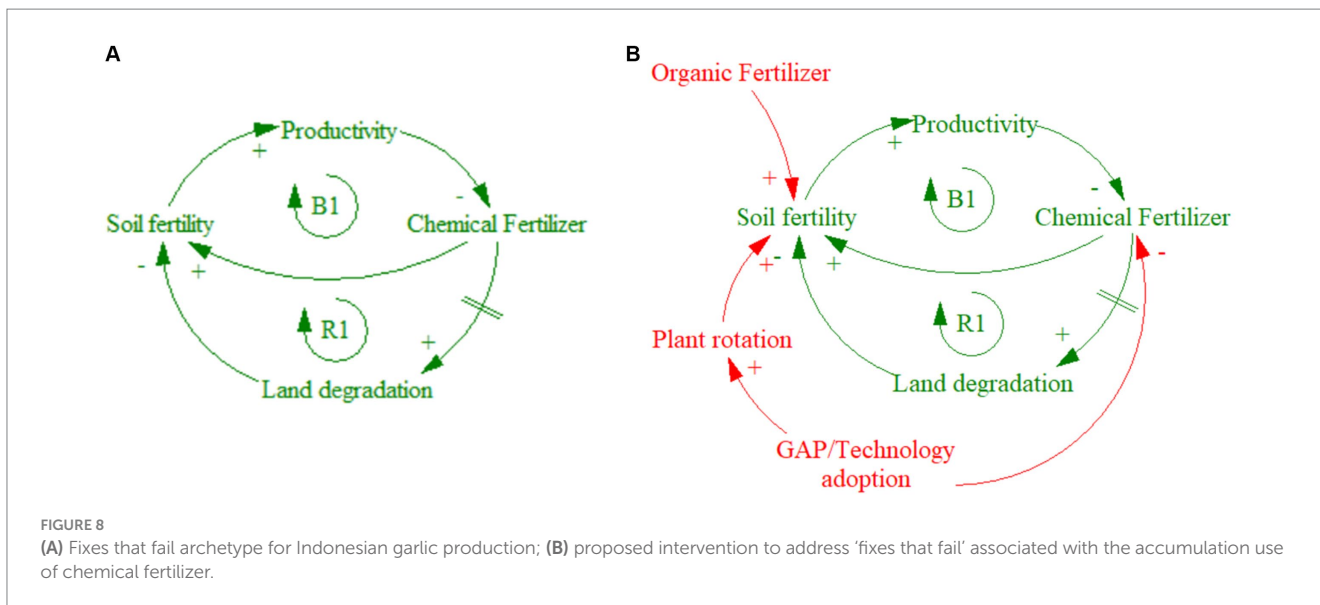 A
Productivity
+
B1
-
Soil fertility
Chemical Fertilizer
-
+
R1
+
Land degradation
B
Organic Fertilizer
Productivity
+
+
B1
-
Soil fertility
Chemical Fertilizer
+
-
+
-
R1
+
Plant rotation
+
Land degradation
GAP/Technology
adoption
FIGURE 8
(A) Fixes that fail archetype for Indonesian garlic production; (B) proposed intervention to address ‘fixes that fail’ associated with the accumulation use
of chemical fertilizer.